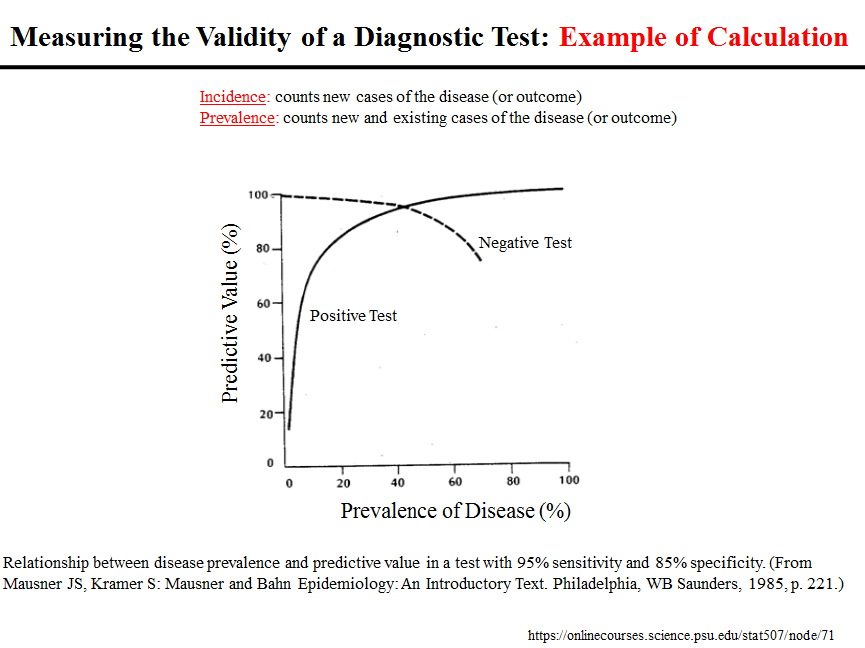 Measuring the Validity of a Diagnostic Test: Example of Calculation
Incidence: counts new cases of the disease (or outcome)
Prevalence: counts new and existing cases of the disease (or outcome)
100
80
60
40
20
0
Predictive Value (%)
Negative Test
Positive Test
0 20 40 60 80 100
Prevalence of Disease (%)
Relationship between disease prevalence and predictive value in a test with 95% sensitivity and 85% specificity. (From
Mausner JS, Kramer S: Mausner and Bahn Epidemiology: An Introductory Text. Philadelphia, WB Saunders, 1985, p. 221.)
https://onlinecourses.science.psu.edu/stat507/node/71